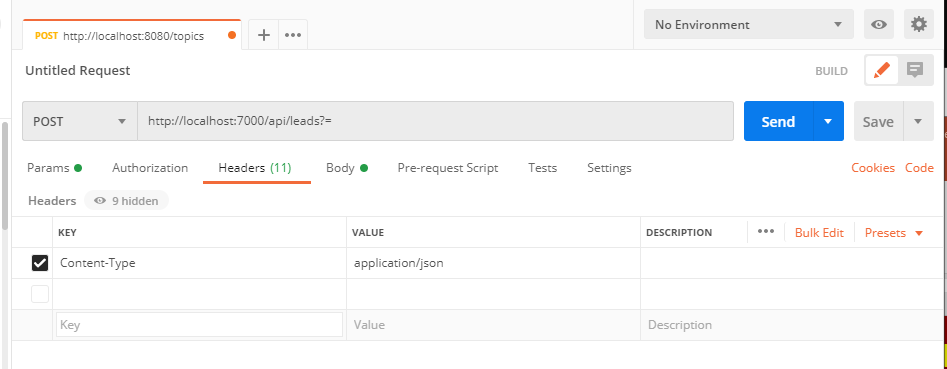 No Environment
POST http://localhost:8080/topics
Untitled Request BUILD
POST http://localhost:7000/api/leads?= Send Save
Params Authorization Headers (11) Body Pre-request Script Tests Settings Cookies Code
Headers 9 hidden
KEY VALUE DESCRIPTION ••• Bulk Edit Presets
Content-Type application/json
Key Value Description